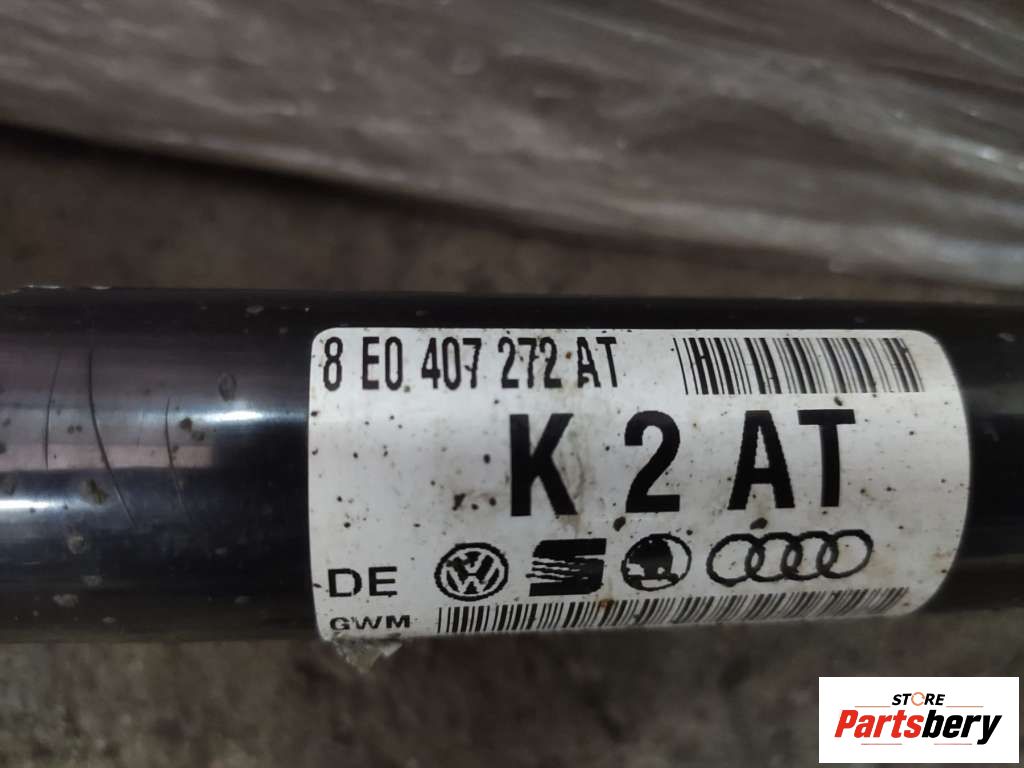 8 E0 407 272 AT
K 2 AT
DE
GWM
STORE
Partsbery